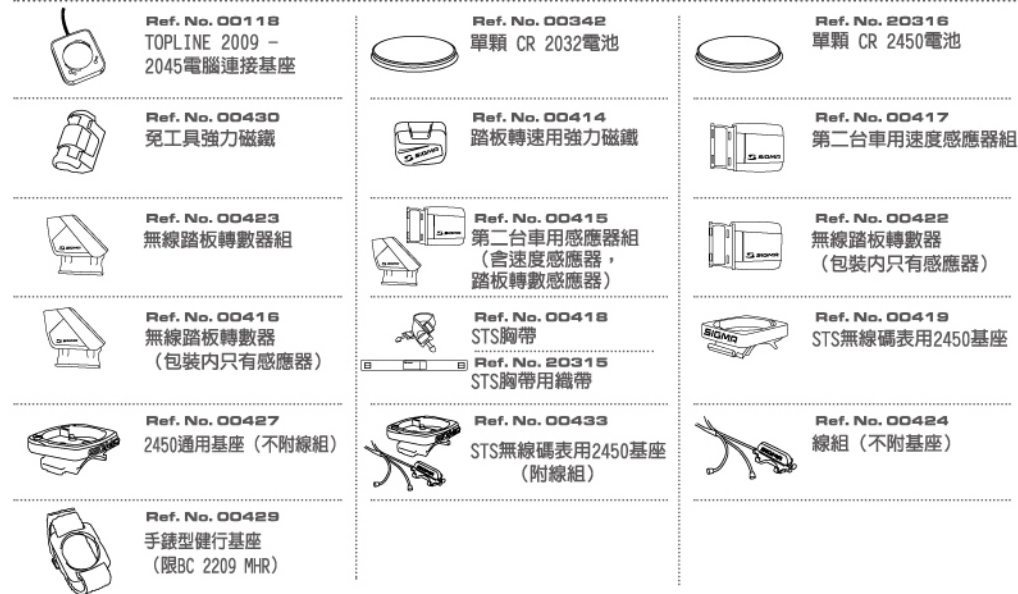 Ref. No. 00118
TOPLINE 2009 -
2045電腦連接基座
Ref. No. 00342
單顆 CR 2032電池
Ref. No. 20316
單顆 CR 2450電池
Ref. No. 00430
免工具強力磁鐵
Ref. No. 00414
踏板轉速用強力磁鐵
SIGMA
Ref. No. 00417
第二台車用速度感應器組
SIGMA
Ref. No. 00423
無線踏板轉數器組
SIGMA
Ref. No. 00415
第二台車用感應器組
(含速度感應器,
踏板轉數感應器)
SIGMA
Ref. No. 00422
無線踏板轉數器
(包裝内只有感應器)
SIGMA
Ref. No. 00416
無線踏板轉數器
(包裝内只有感應器)
Ref. No. 00418
STS胸帶
Ref. No. 20315
STS胸帶用織帶
Ref. No. 00419
STS無線碼表用2450基座
SIGMA
Ref. No. 00427
2450通用基座(不附線組)
Ref. No. 00433
STS無線碼表用2450基座
(附線組)
Ref. No. 00424
線組(不附基座)
Ref. No. 00429
手錶型健行基座
(限BC 2209 MHR)